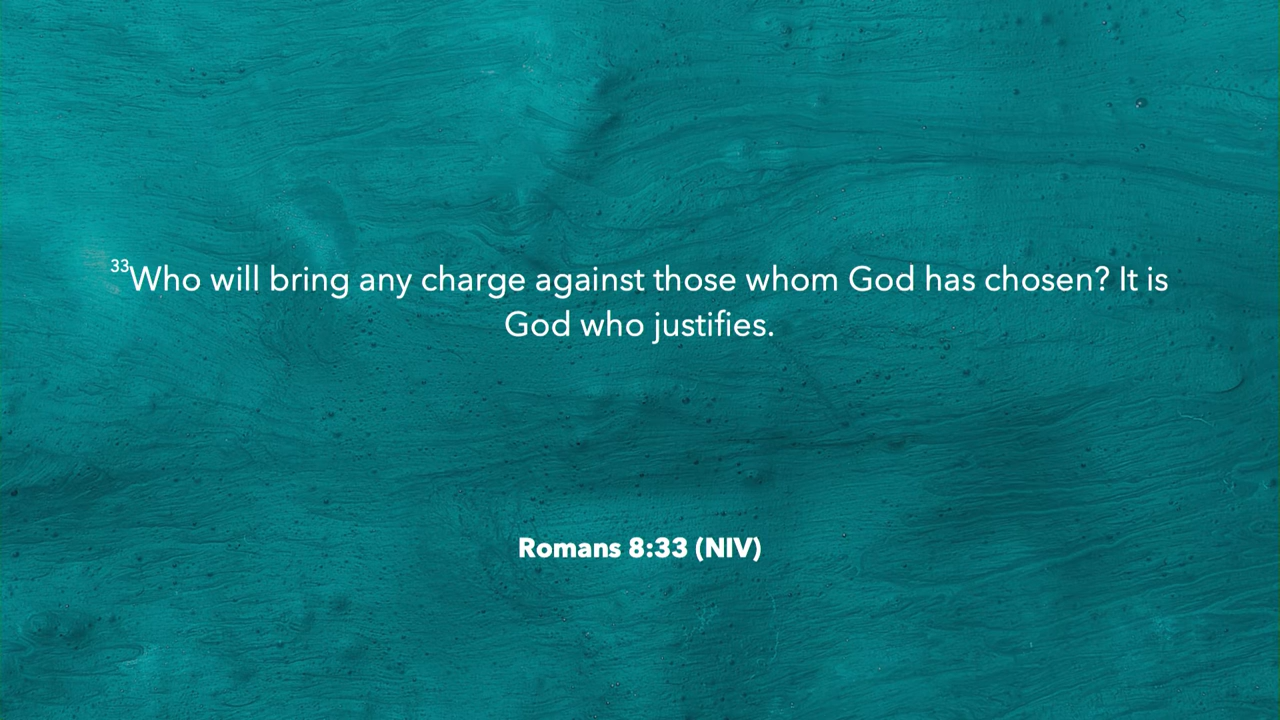 33Who will bring any charge against those whom God has chosen? It is
God who justifies.
Romans 8:33 (NIV)